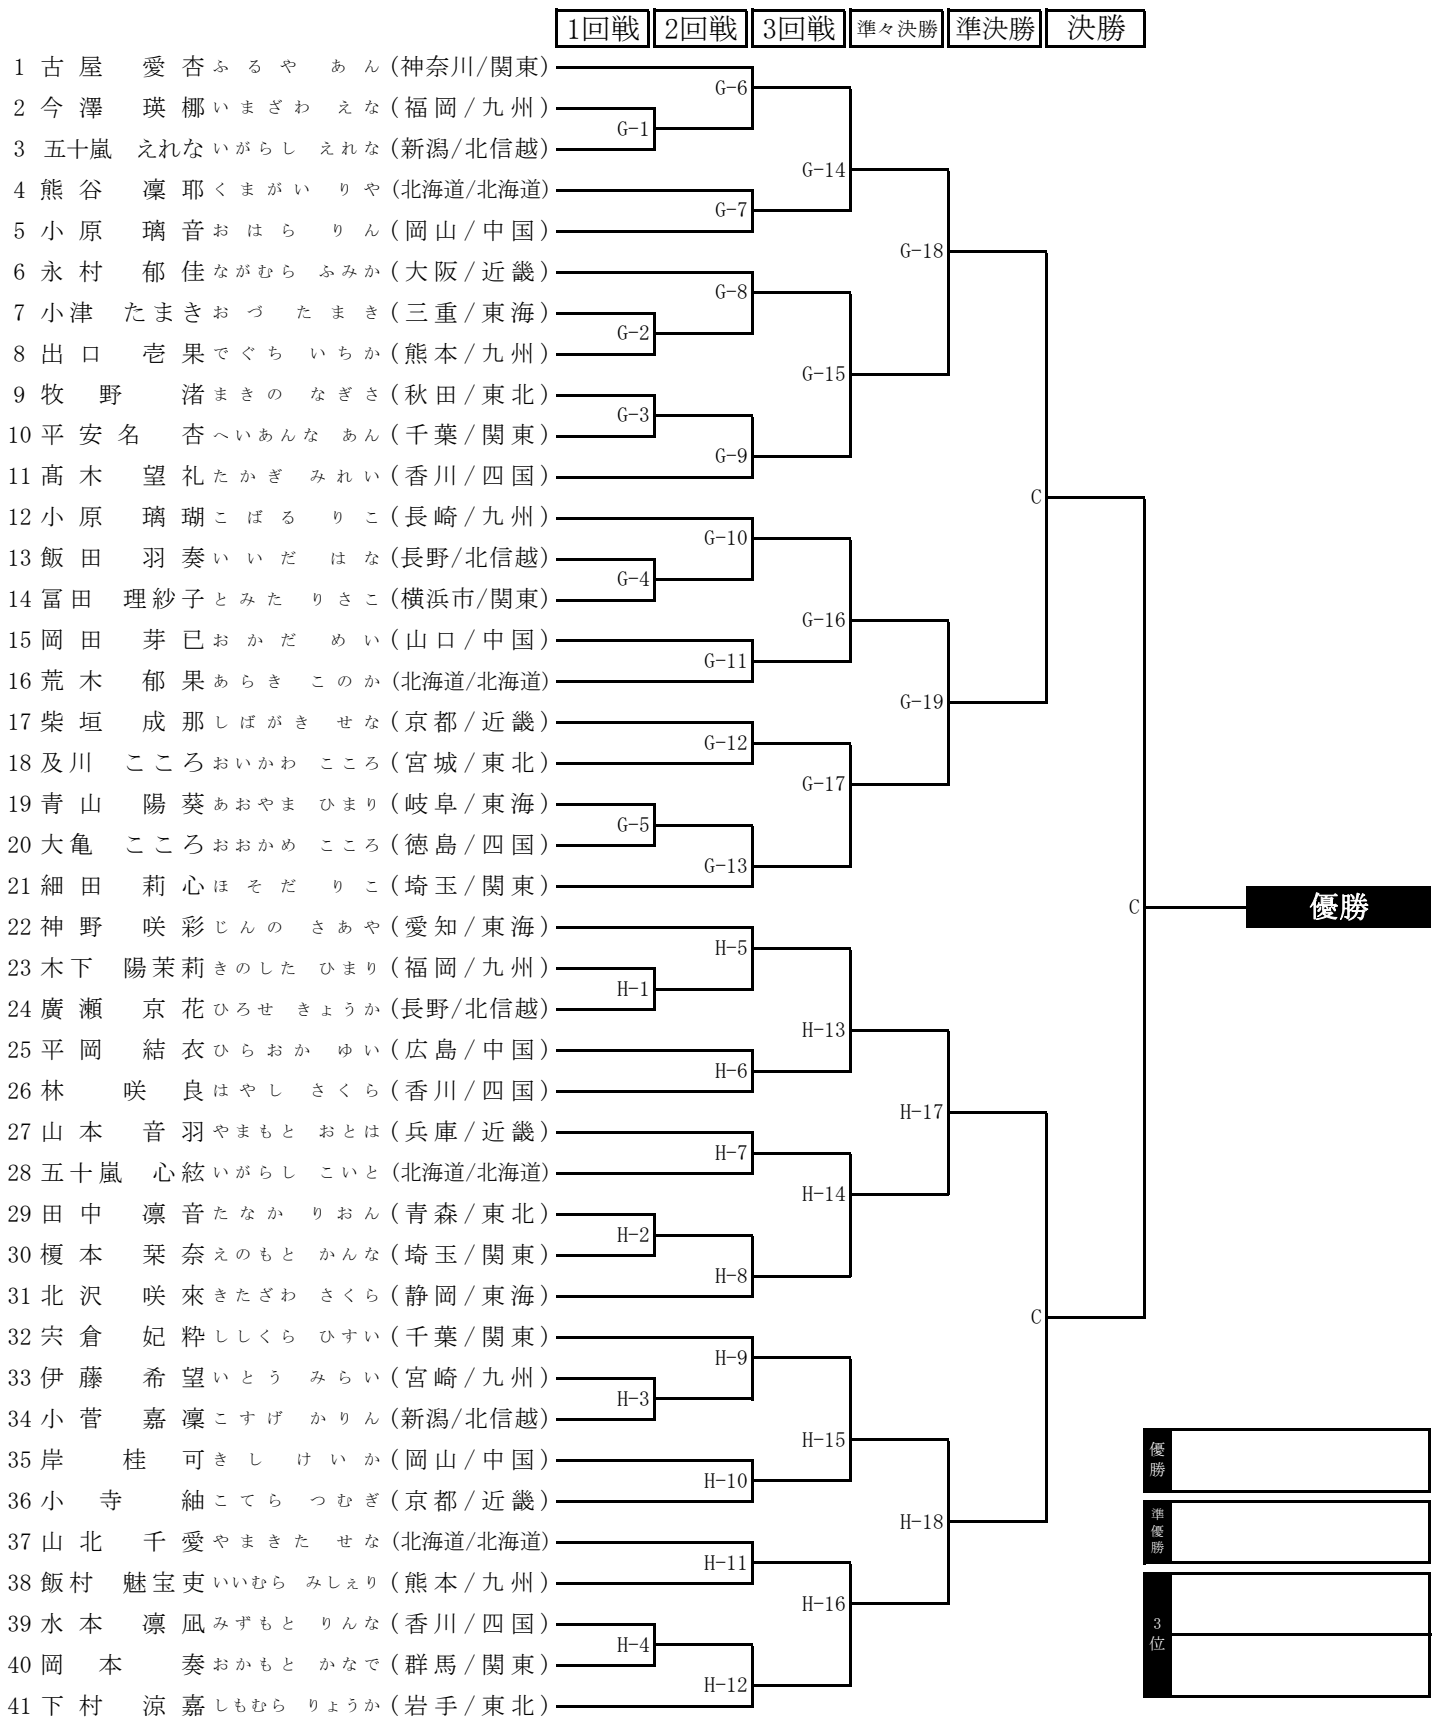 1回戦 2回戦 3回戦 準々決勝 準決勝 決勝
1 古屋 愛杏 ふるや あん (神奈川/関東)
G-6
2 今澤 瑛梛 いまざわ えな (福岡/九州)
G-1
3 五十嵐 えれな いがらし えれな (新潟/北信越)
G-14
4 熊谷 凜耶 くまがい りや (北海道/北海道)
G-7
5 小原 璃音 おはら りん (岡山/中国)
G-18
6 永村 郁佳 ながむら ふみか (大阪/近畿)
G-8
7 小津 たまき おづ たまき (三重/東海)
G-2
8 出口 壱果 でぐち いちか (熊本/九州)
G-15
9 牧野 渚 まきの なぎさ (秋田/東北)
G-3
10 平安名 杏 へいあんな あん (千葉/関東)
G-9
11 髙木 望礼 たかぎ みれい (香川/四国)
C
12 小原 璃瑚 こばる りこ (長崎/九州)
G-10
13 飯田 羽奏 いいだ はな (長野/北信越)
G-4
14 冨田 理紗子 とみた りさこ (横浜市/関東)
G-16
15 岡田 芽已 おかだ めい (山口/中国)
G-11
16 荒木 郁果 あらき このか (北海道/北海道)
G-19
17 柴垣 成那 しばがき せな (京都/近畿)
G-12
18 及川 こころ おいかわ こころ (宮城/東北)
G-17
19 青山 陽葵 あおやま ひまり (岐阜/東海)
G-5
20 大亀 こころ おおかめ こころ (徳島/四国)
G-13
21 細田 莉心 ほそだ りこ (埼玉/関東)
C 優勝
22 神野 咲彩 じんの さあや (愛知/東海)
H-5
23 木下 陽茉莉 きのした ひまり (福岡/九州)
H-1
24 廣瀬 京花 ひろせ きょうか (長野/北信越)
H-13
25 平岡 結衣 ひらおか ゆい (広島/中国)
H-6
26 林 咲良 はやし さくら (香川/四国)
H-17
27 山本 音羽 やまもと おとは (兵庫/近畿)
H-7
28 五十嵐 心絃 いがらし こいと (北海道/北海道)
H-14
29 田中 凛音 たなか りおん (青森/東北)
H-2
30 榎本 栞奈 えのもと かんな (埼玉/関東)
H-8
31 北沢 咲來 きたざわ さくら (静岡/東海)
C
32 宍倉 妃粋 ししくら ひすい (千葉/関東)
H-9
33 伊藤 希望 いとう みらい (宮崎/九州)
H-3
34 小菅 嘉凜 こすげ かりん (新潟/北信越)
H-15
35 岸 桂可 きし けいか (岡山/中国)
H-10
36 小寺 紬 こてら つむぎ (京都/近畿)
H-18
37 山北 千愛 やまきた せな (北海道/北海道)
H-11
38 飯村 魅宝吏 いいむら みしぇり (熊本/九州)
H-16
39 水本 凛凪 みずもと りんな (香川/四国)
H-4
40 岡本 奏 おかもと かなで (群馬/関東)
H-12
41 下村 涼嘉 しもむら りょうか (岩手/東北)
優勝
準優勝
3位